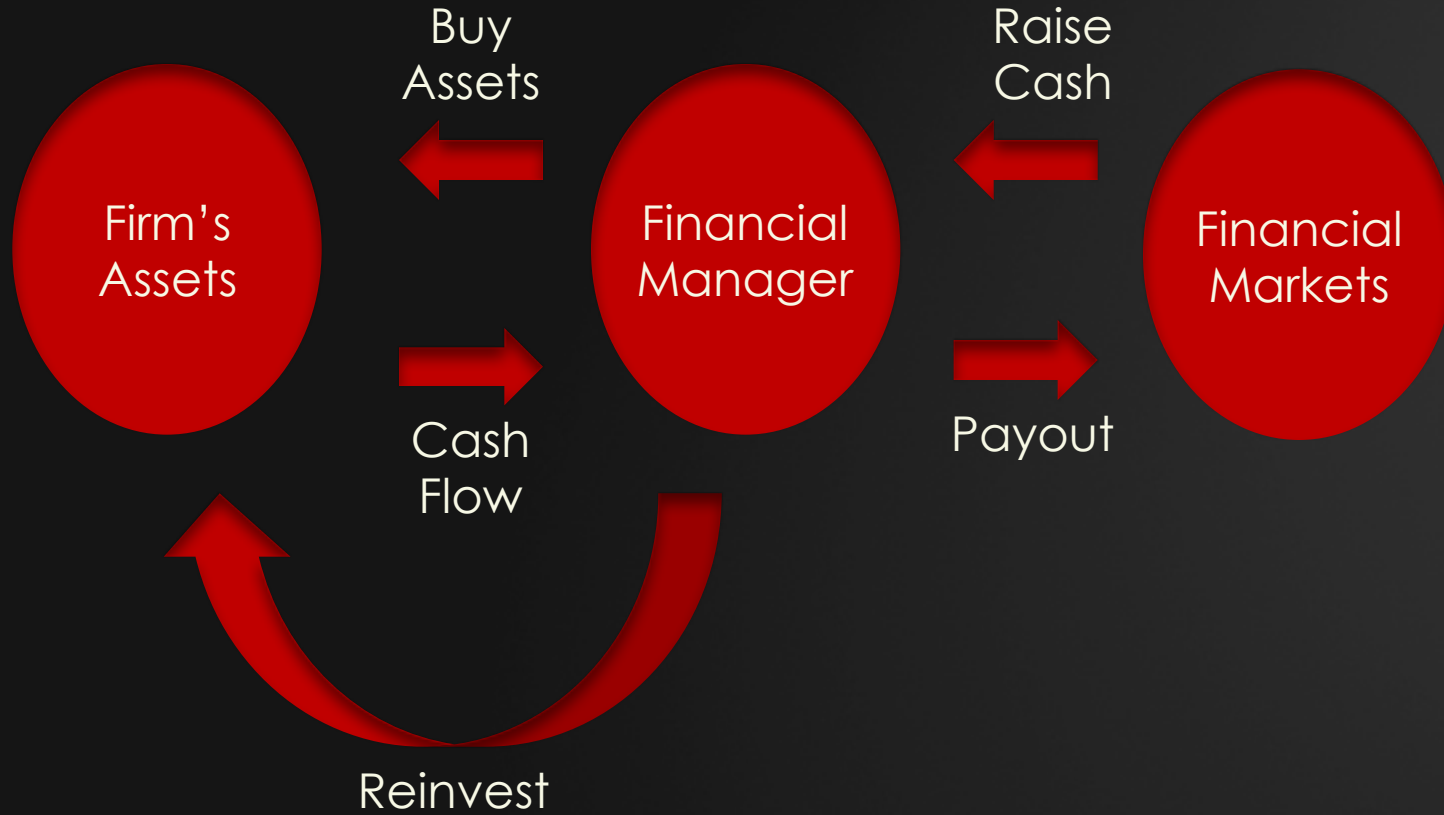 Buy
Assets
Raise
Cash
Firm's
Assets
Financial
Manager
Financial
Markets
Cash
Flow
Payout
Reinvest